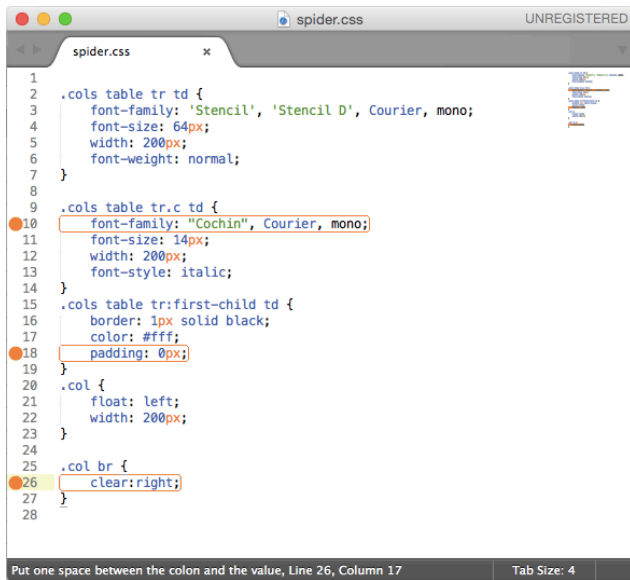 spider.css
UNREGISTERED
spider.css ×
1
2 .cols table tr td {
3 font-family: 'Stencil', 'Stencil D', Courier, mono;
4 font-size: 64px;
5 width: 200px;
6 font-weight: normal;
7 }
8
9 .cols table tr.c td {
10 font-family: "Cochin", Courier, mono;
11 font-size: 14px;
12 width: 200px;
13 font-style: italic;
14 }
15 .cols table tr:first-child td {
16 border: 1px solid black;
17 color: #fff;
18 padding: 0px;
19 }
20 .col {
21 float: left;
22 width: 200px;
23 }
24
25 .col br {
26 clear:right;
27 }
28
Put one space between the colon and the value, Line 26, Column 17
Tab Size: 4